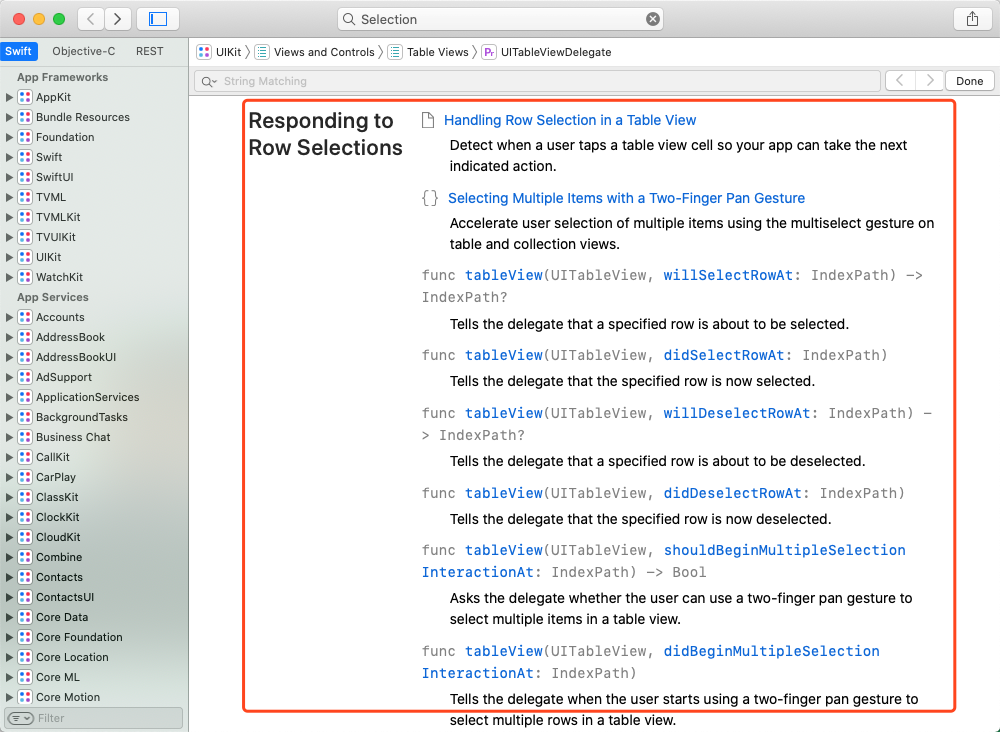 Selection
Swift Objective-C REST
UIKit Views and Controls Table Views Pr UITableViewDelegate
String Matching
Done
App Frameworks
AppKit
Bundle Resources
Foundation
Swift
SwiftUI
TVML
TVMLKit
TVUIKit
UIKit
WatchKit
App Services
Accounts
AddressBook
AddressBookUI
AdSupport
ApplicationServices
BackgroundTasks
Business Chat
CallKit
CarPlay
ClassKit
ClockKit
CloudKit
Combine
Contacts
ContactsUI
Core Data
Core Foundation
Core Location
Core ML
Core Motion
Filter
Responding to
Row Selections
Handling Row Selection in a Table View
Detect when a user taps a table view cell so your app can take the next
indicated action.
{} Selecting Multiple Items with a Two-Finger Pan Gesture
Accelerate user selection of multiple items using the multiselect gesture on
table and collection views.
func tableView(UITableView, willSelectRowAt: IndexPath) ->
IndexPath?
Tells the delegate that a specified row is about to be selected.
func tableView(UITableView, didSelectRowAt: IndexPath)
Tells the delegate that the specified row is now selected.
func tableView(UITableView, willDeselectRowAt: IndexPath) -
> IndexPath?
Tells the delegate that a specified row is about to be deselected.
func tableView(UITableView, didDeselectRowAt: IndexPath)
Tells the delegate that the specified row is now deselected.
func tableView(UITableView, shouldBeginMultipleSelection
InteractionAt: IndexPath) -> Bool
Asks the delegate whether the user can use a two-finger pan gesture to
select multiple items in a table view.
func tableView(UITableView, didBeginMultipleSelection
InteractionAt: IndexPath)
Tells the delegate when the user starts using a two-finger pan gesture to
select multiple rows in a table view.